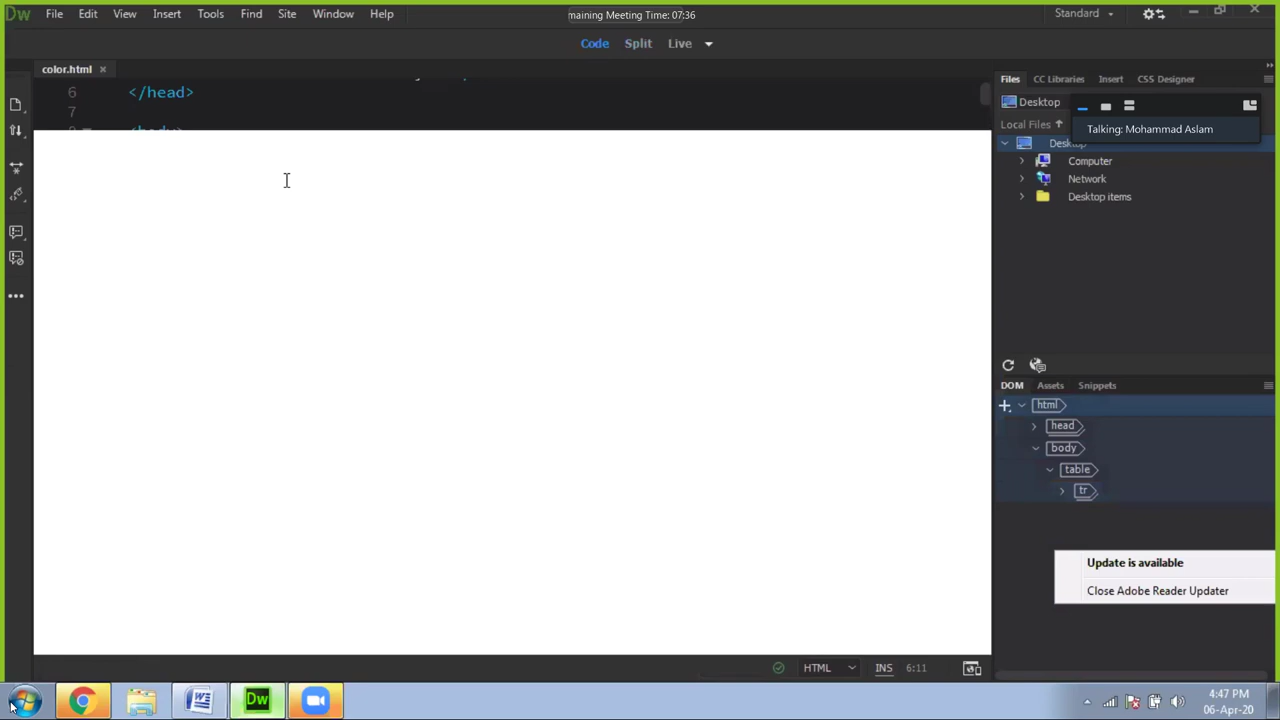 Dw File Edit View Insert Tools Find Site Window Help
maining Meeting Time: 07:36
Standard
Code Split Live
color.html
6 </head>
7
Files CC Libraries Insert CSS Designer
Desktop
Talking: Mohammad Aslam
Local Files
Desktop
Computer
Network
Desktop items
DOM Assets Snippets
html
head
body
table
tr
Update is available
Close Adobe Reader Updater
HTML INS 6:11
Dw
4:47 PM
06-Apr-20